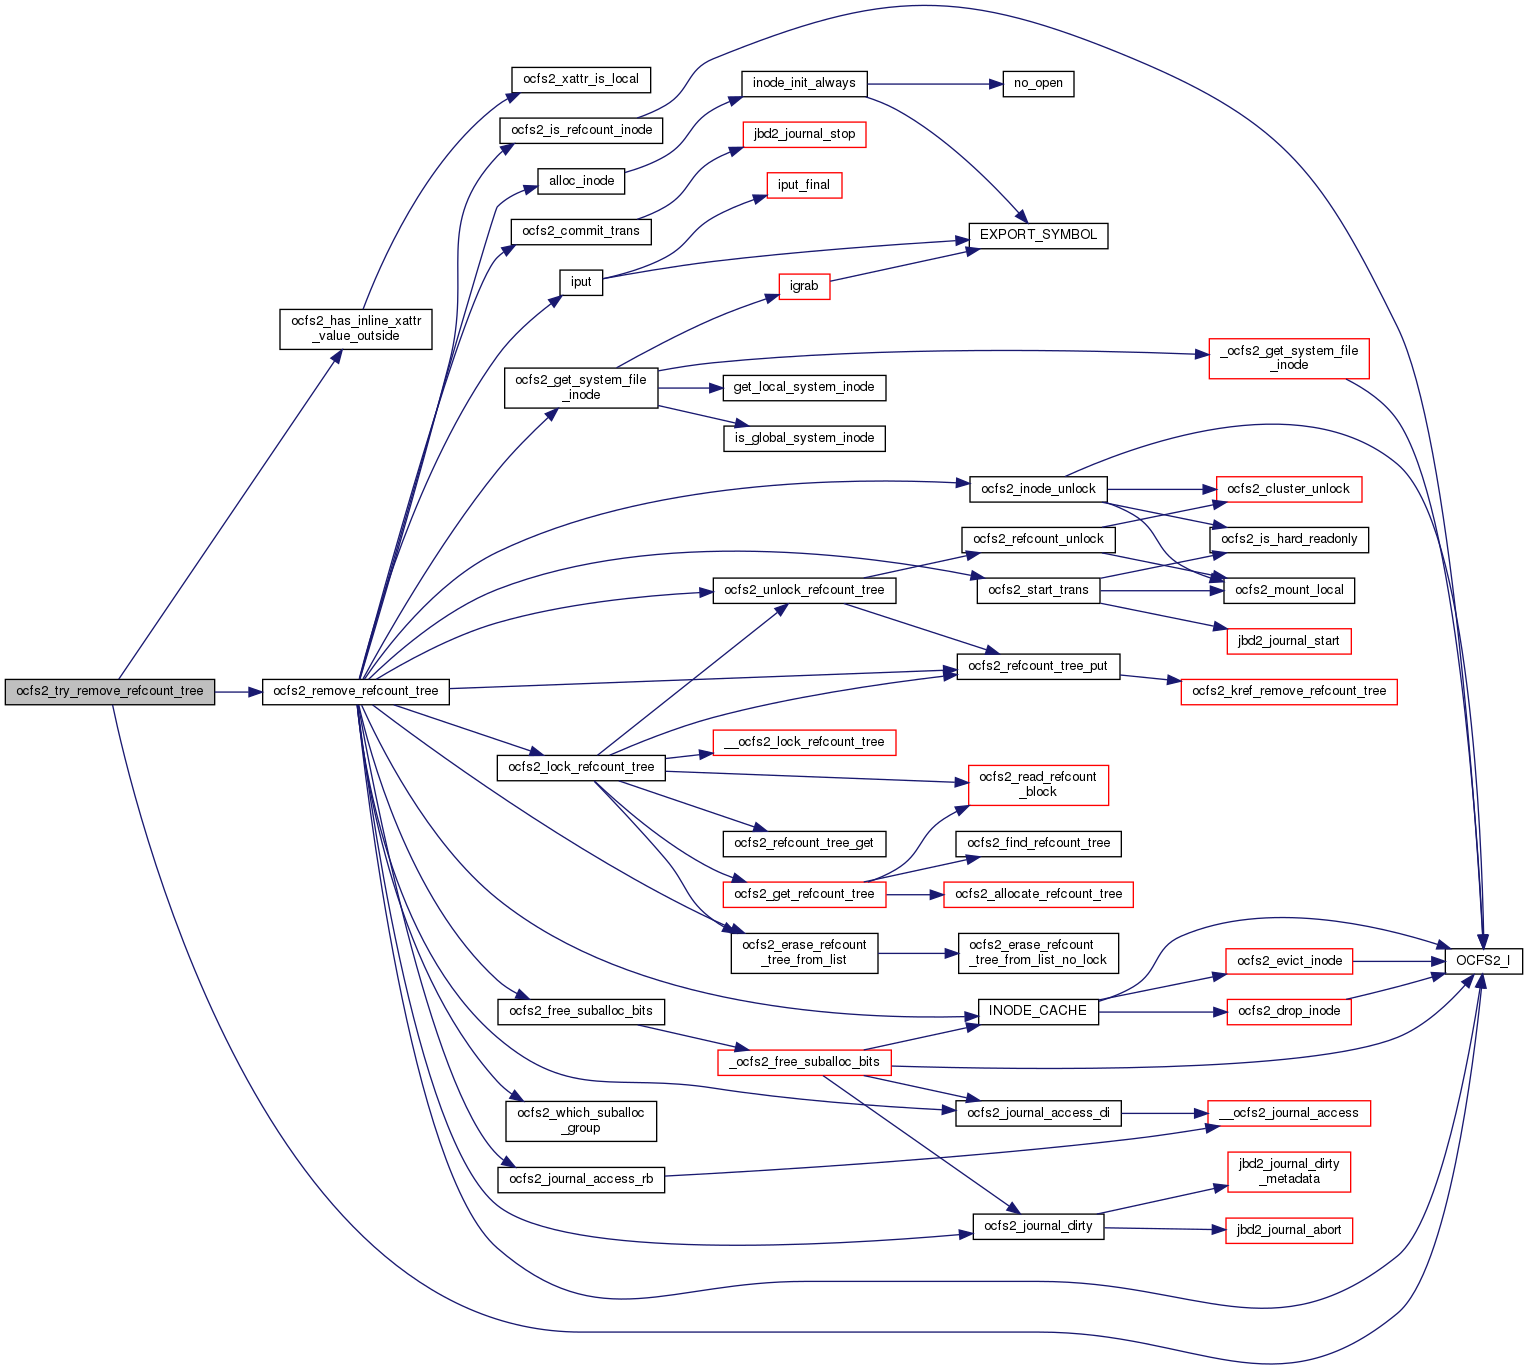 ocfs2_xattr_is_local
inode_init_always
no_open
ocfs2_is_refcount_inode
jbd2_journal_stop
alloc_inode
iput_final
ocfs2_commit_trans
EXPORT_SYMBOL
iput
igrab
ocfs2_has_inline_xattr
_value_outside
_ocfs2_get_system_file
_inode
ocfs2_get_system_file
_inode
get_local_system_inode
is_global_system_inode
ocfs2_inode_unlock
ocfs2_cluster_unlock
ocfs2_refcount_unlock
ocfs2_is_hard_readonly
ocfs2_unlock_refcount_tree
ocfs2_start_trans
ocfs2_mount_local
jbd2_journal_start
ocfs2_refcount_tree_put
ocfs2_try_remove_refcount_tree
ocfs2_remove_refcount_tree
ocfs2_kref_remove_refcount_tree
__ocfs2_lock_refcount_tree
ocfs2_lock_refcount_tree
ocfs2_read_refcount
_block
ocfs2_refcount_tree_get
ocfs2_find_refcount_tree
ocfs2_get_refcount_tree
ocfs2_allocate_refcount_tree
ocfs2_erase_refcount
_tree_from_list
ocfs2_erase_refcount
_tree_from_list_no_lock
ocfs2_evict_inode
OCFS2_I
ocfs2_free_suballoc_bits
INODE_CACHE
ocfs2_drop_inode
_ocfs2_free_suballoc_bits
ocfs2_which_suballoc
_group
ocfs2_journal_access_di
__ocfs2_journal_access
ocfs2_journal_access_rb
jbd2_journal_dirty
_metadata
ocfs2_journal_dirty
jbd2_journal_abort